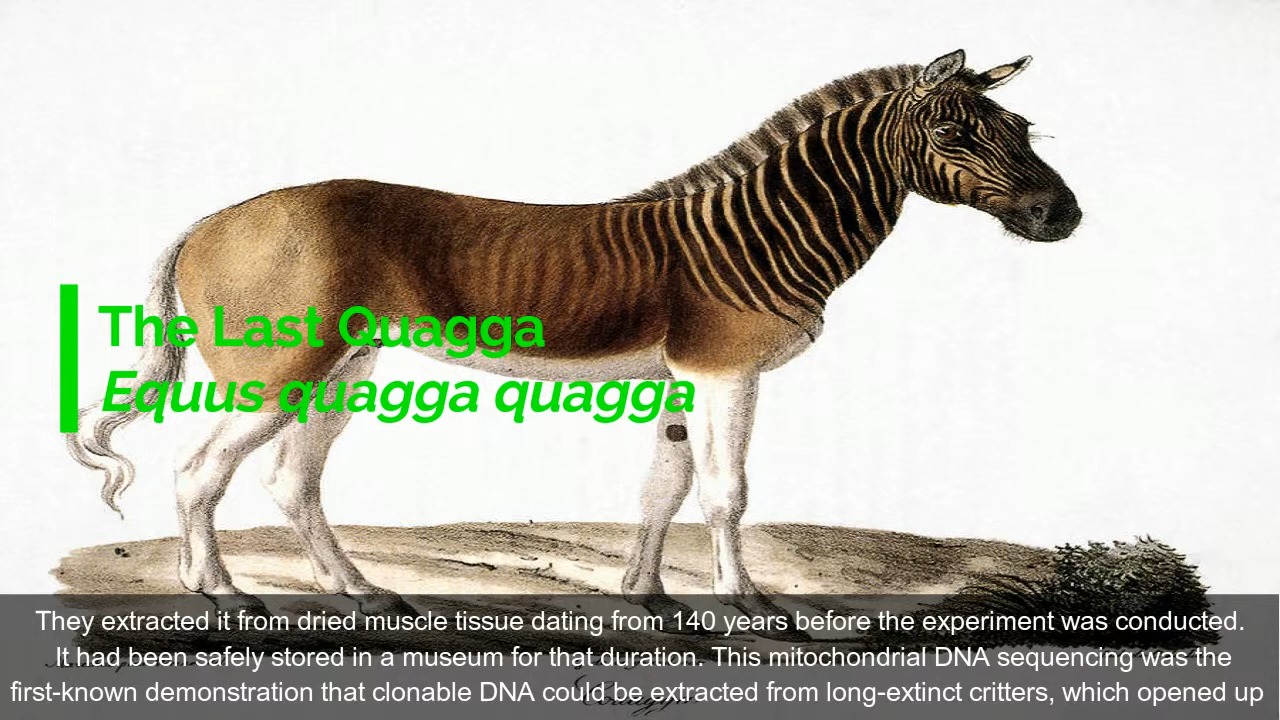 The Last Quagga
Equus quagga quagga
They extracted it from dried muscle tissue dating from 140 years before the experiment was conducted.
It had been safely stored in a museum for that duration. This mitochondrial DNA sequencing was the
first-known demonstration that clonable DNA could be extracted from long-extinct critters, which opened up